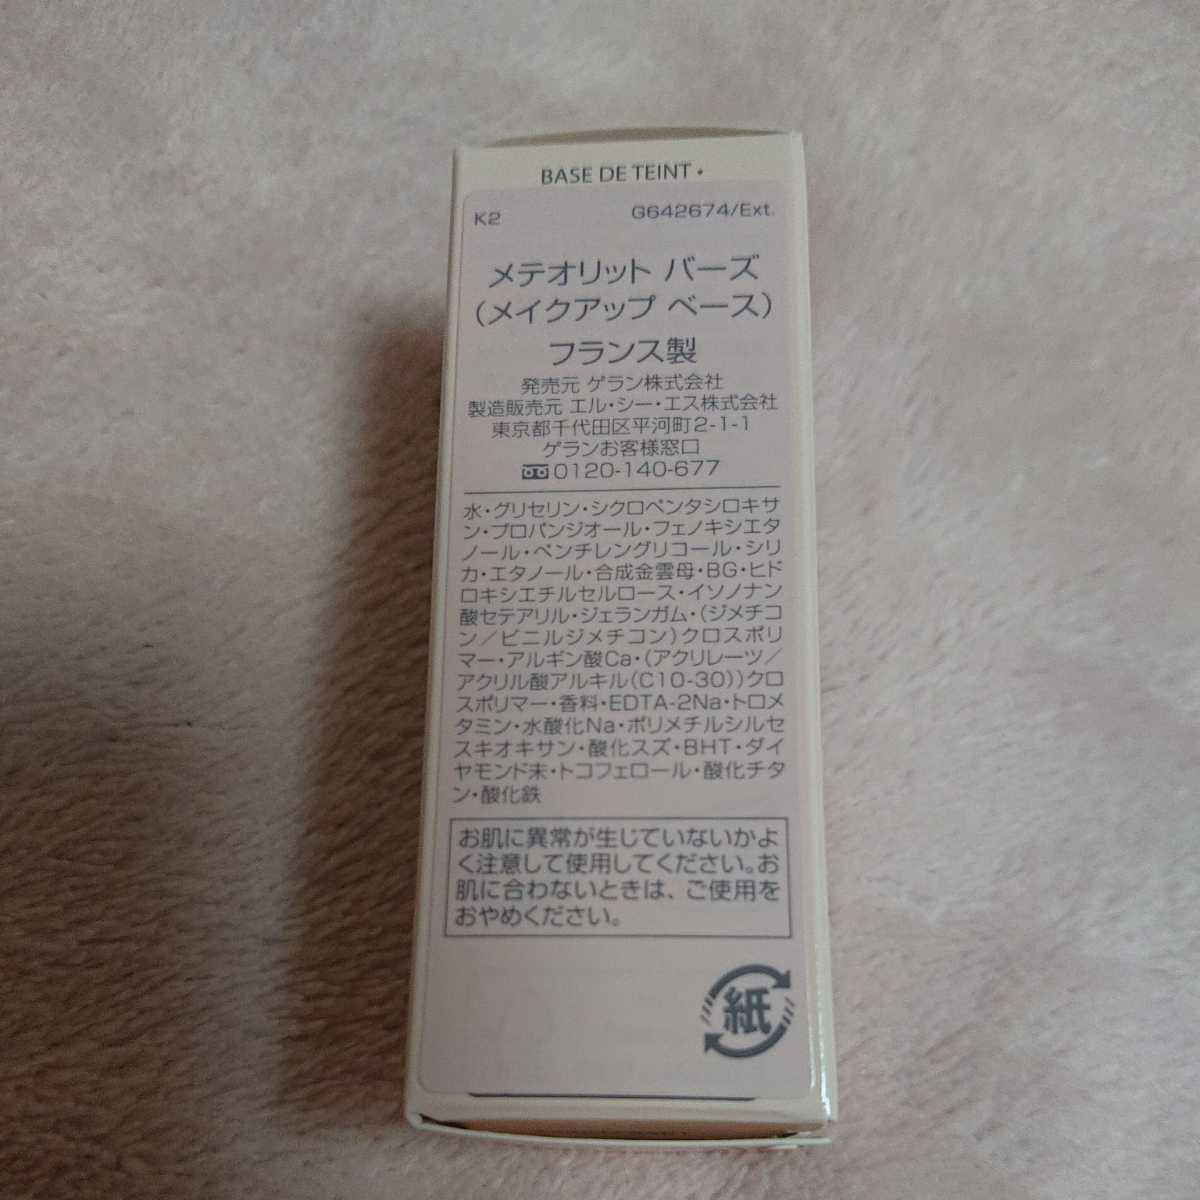 BASE DE TEINT •
K2 G642674/Ext.
メテオリット バーズ
(メイクアップ ベース)
フランス製
発売元 ゲラン株式会社
製造販売元 エル・シー・エス株式会社
東京都千代田区平河町2-1-1
ゲランお客様窓口
0120-140-677
水・グリセリン・シクロペンタシロキサ
ン・プロパンジオール・フェノキシエタ
ノール・ペンチレングリコール・シリ
カ・エタノール・合成金雲母・BG・ヒド
ロキシエチルセルロース・イソノナン
酸セテアリル・ジェランガム・(ジメチコ
ン/ビニルジメチコン)クロスポリ
マー・アルギン酸Ca・(アクリレーツ/
アクリル酸アルキル(C10-30))クロ
スポリマー・香料・EDTA-2Na・トロメ
タミン・水酸化Na・ポリメチルシルセ
スキオキサン・酸化スズ・BHT・ダイ
ヤモンド末・トコフェロール・酸化チタ
ン・酸化鉄
お肌に異常が生じていないかよ
く注意して使用してください。お
肌に合わないときは、ご使用を
おやめください。
紙